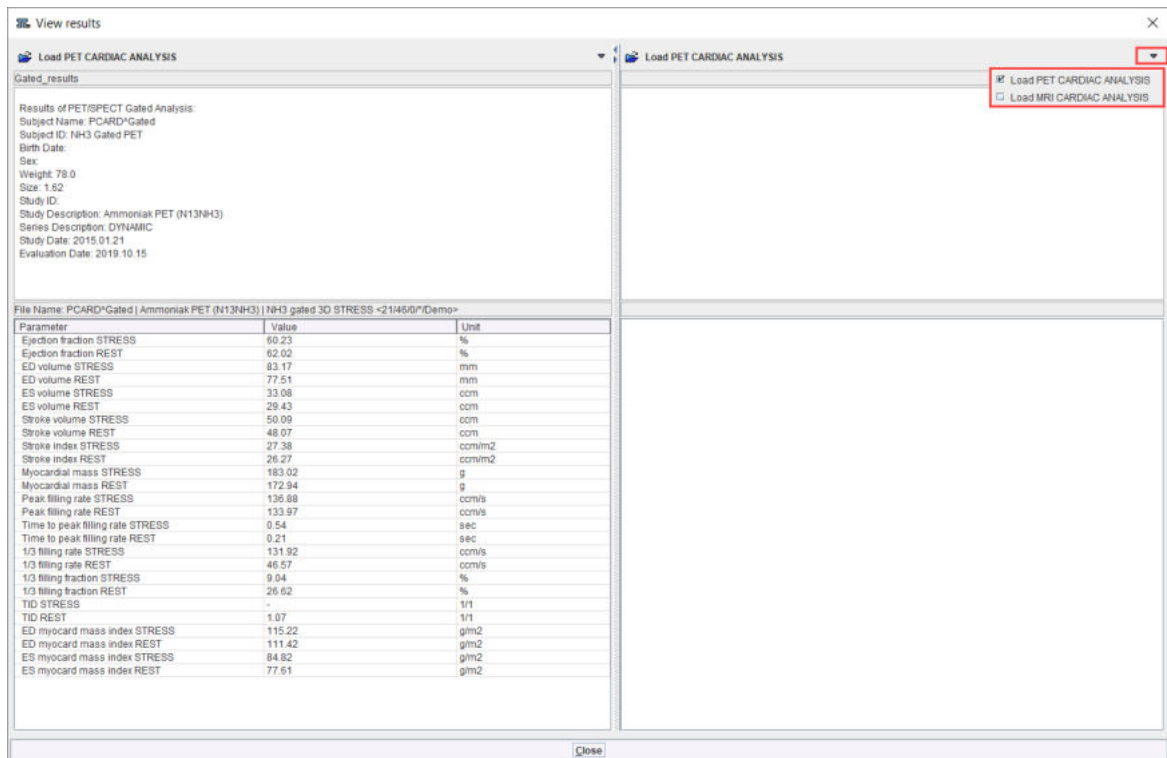 View results
Load PET CARDIAC ANALYSIS
Load PET CARDIAC ANALYSIS
Load PET CARDIAC ANALYSIS
Load MRI CARDIAC ANALYSIS
Gated_results
Results of PET/SPECT Gated Analysis:
Subject Name: PCARD^Gated
Subject ID: NH3 Gated PET
Birth Date:
Sex:
Weight: 78.0
Size: 1.62
Study ID:
Study Description: Ammoniak PET (N13NH3)
Series Description: DYNAMIC
Study Date: 2015.01.21
Evaluation Date: 2019.10.15
File Name: PCARD^Gated | Ammoniak PET (N13NH3) | NH3 gated 3D STRESS <21/46/0/*/Demo>
Parameter Value Unit
Ejection fraction STRESS 60.23 %
Ejection fraction REST 62.02 %
ED volume STRESS 83.17 mm
ED volume REST 77.51 mm
ES volume STRESS 33.08 ccm
ES volume REST 29.43 ccm
Stroke volume STRESS 50.09 ccm
Stroke volume REST 48.07 ccm
Stroke index STRESS 27.38 ccm/m2
Stroke index REST 26.27 ccm/m2
Myocardial mass STRESS 183.02 g
Myocardial mass REST 172.94 g
Peak filling rate STRESS 136.88 ccm/s
Peak filling rate REST 133.97 ccm/s
Time to peak filling rate STRESS 0.54 sec
Time to peak filling rate REST 0.21 sec
1/3 filling rate STRESS 131.92 ccm/s
1/3 filling rate REST 46.57 ccm/s
1/3 filling fraction STRESS 9.04 %
1/3 filling fraction REST 26.62 %
TID STRESS - 1/1
TID REST 1.07 1/1
ED myocard mass index STRESS 115.22 g/m2
ED myocard mass index REST 111.42 g/m2
ES myocard mass index STRESS 84.82 g/m2
ES myocard mass index REST 77.61 g/m2
Close